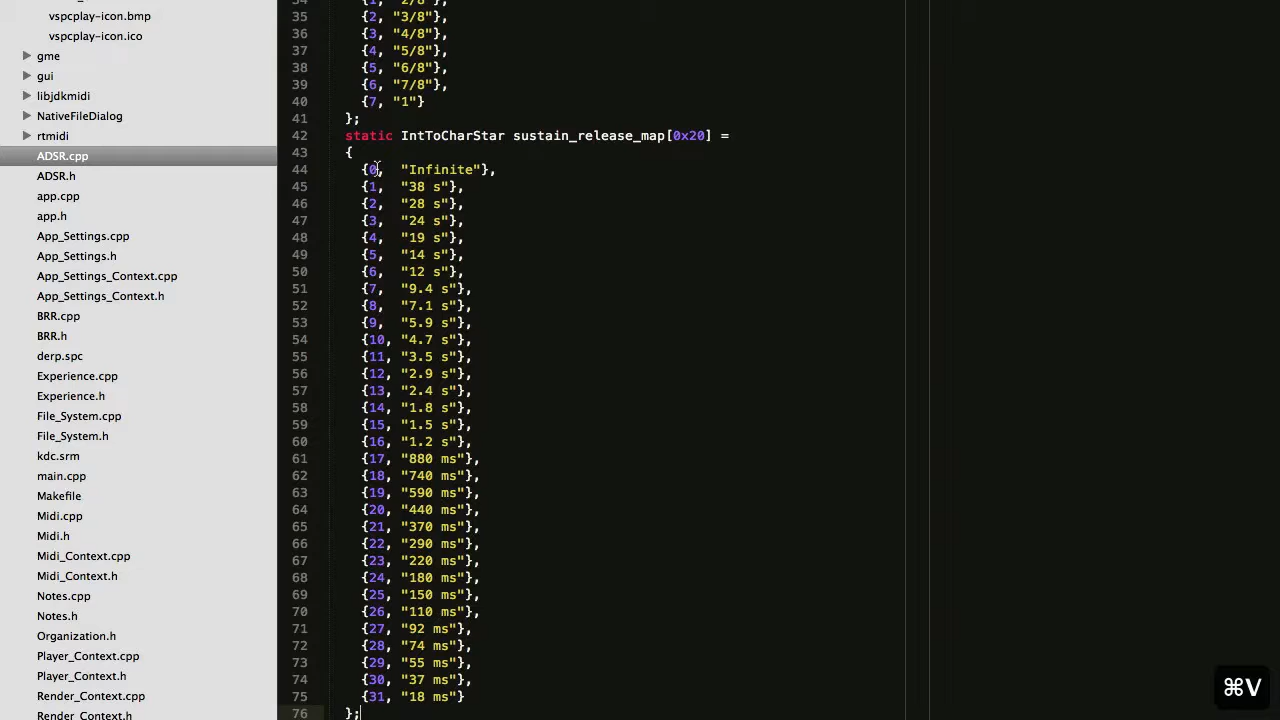 vspcplay-icon.bmp
vspcplay-icon.ico
gme
gui
libjdkmidi
NativeFileDialog
rtmidi
ADSR.cpp
ADSR.h
app.cpp
app.h
App_Settings.cpp
App_Settings.h
App_Settings_Context.cpp
App_Settings_Context.h
BRR.cpp
BRR.h
derp.spc
Experience.cpp
Experience.h
File_System.cpp
File_System.h
kdc.srm
main.cpp
Makefile
Midi.cpp
Midi.h
Midi_Context.cpp
Midi_Context.h
Notes.cpp
Notes.h
Organization.h
Player_Context.cpp
Player_Context.h
Render_Context.cpp
Render_Context.h
34 {1, "2/8"},
35 {2, "3/8"},
36 {3, "4/8"},
37 {4, "5/8"},
38 {5, "6/8"},
39 {6, "7/8"},
40 {7, "1"}
41 };
42 static IntToCharStar sustain_release_map[0x20] =
43 {
44 {0, "Infinite"},
45 {1, "38 s"},
46 {2, "28 s"},
47 {3, "24 s"},
48 {4, "19 s"},
49 {5, "14 s"},
50 {6, "12 s"},
51 {7, "9.4 s"},
52 {8, "7.1 s"},
53 {9, "5.9 s"},
54 {10, "4.7 s"},
55 {11, "3.5 s"},
56 {12, "2.9 s"},
57 {13, "2.4 s"},
58 {14, "1.8 s"},
59 {15, "1.5 s"},
60 {16, "1.2 s"},
61 {17, "880 ms"},
62 {18, "740 ms"},
63 {19, "590 ms"},
64 {20, "440 ms"},
65 {21, "370 ms"},
66 {22, "290 ms"},
67 {23, "220 ms"},
68 {24, "180 ms"},
69 {25, "150 ms"},
70 {26, "110 ms"},
71 {27, "92 ms"},
72 {28, "74 ms"},
73 {29, "55 ms"},
74 {30, "37 ms"},
75 {31, "18 ms"}
76 };
⌘V